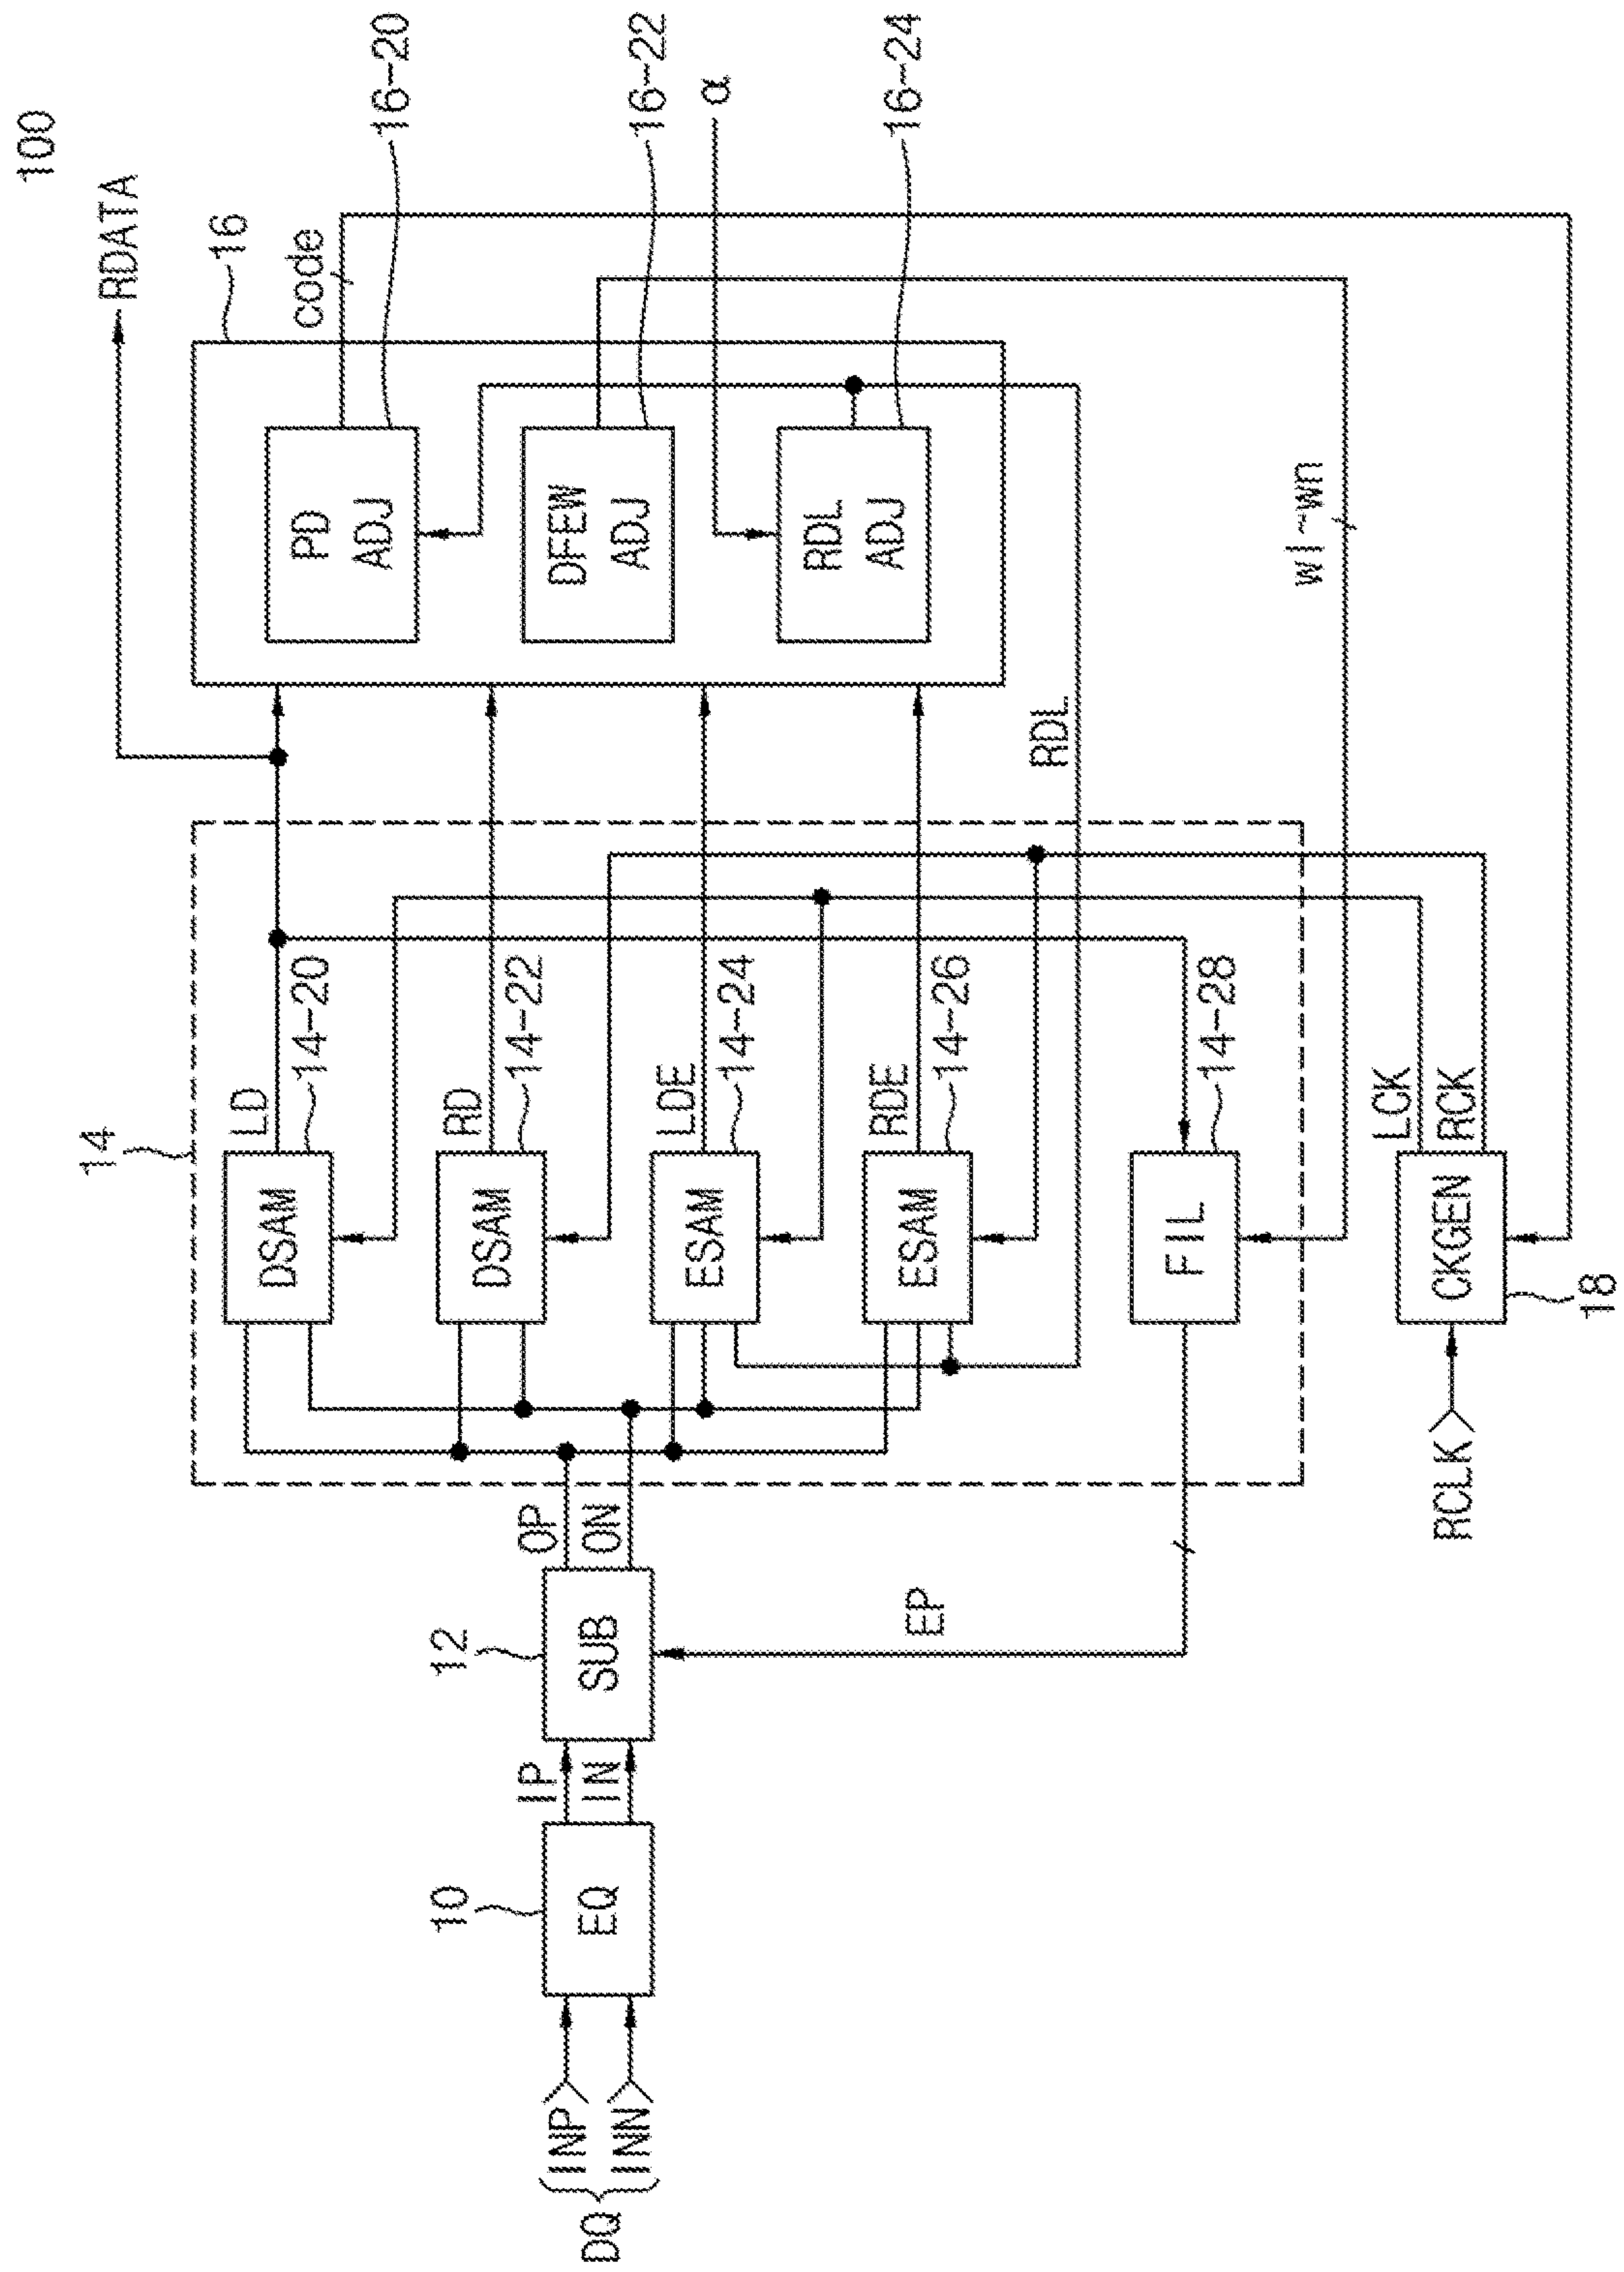 100
RDATA
16
code
16-20
16-22
α
16-24
PD
ADJ
DFEW
ADJ
RDL
ADJ
RDL
wl~wn
14
LD
14-20
RD
14-22
LDE
14-24
RDE
14-26
14-28
DSAM
DSAM
ESAM
ESAM
FIL
LCK
RCK
CKGEN
18
RCLK
OP
ON
12
SUB
EP
IP
IN
10
EQ
INP
INN
DQ